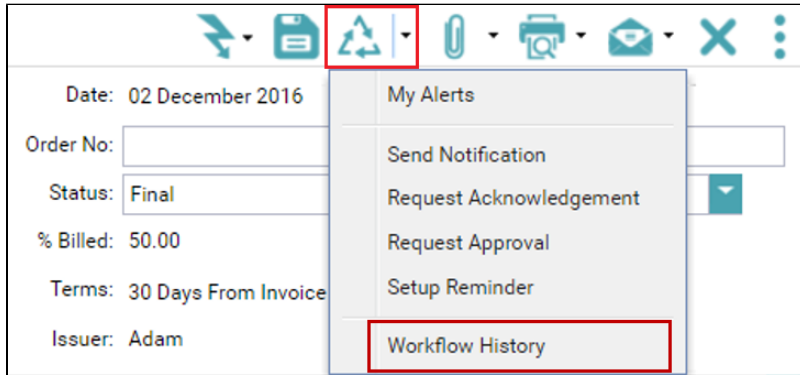 Date: 02 December 2016
Order No:
Status: Final
% Billed: 50.00
Terms: 30 Days From Invoice
Issuer: Adam
My Alerts
Send Notification
Request Acknowledgement
Request Approval
Setup Reminder
Workflow History